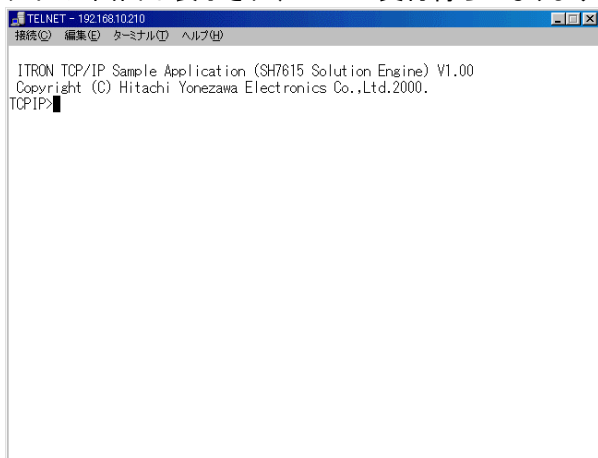 TELNET - 192.168.10.210
接続(C) 編集(E) ターミナル(T) ヘルプ(H)
ITRON TCP/IP Sample Application (SH7615 Solution Engine) V1.00
Copyright (C) Hitachi Yonezawa Electronics Co.,Ltd.2000.
TCPIP>